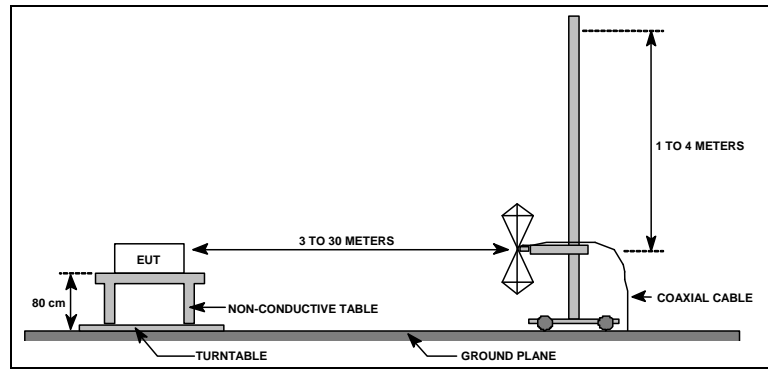 1 TO 4 METERS
3 TO 30 METERS
EUT
80 cm
NON-CONDUCTIVE TABLE
COAXIAL CABLE
TURNTABLE
GROUND PLANE